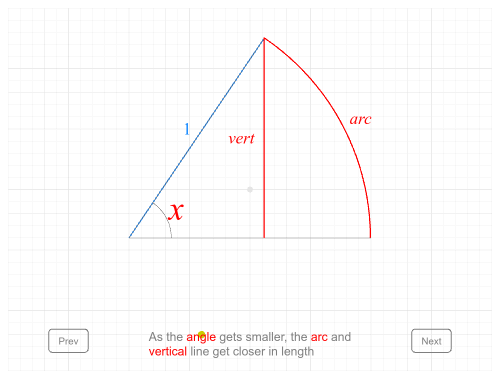 1
vert
arc
x
Prev
As the angle gets smaller, the arc and
vertical line get closer in length
Next